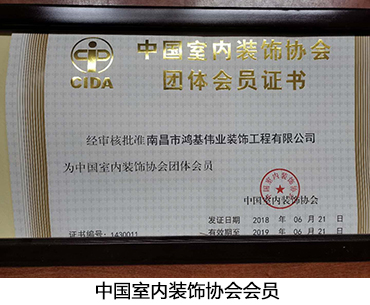 CIDA
中国室内装饰协会
团体会员证书
经审核批准南昌市鸿基伟业装饰工程有限公司
为中国室内装饰协会团体会员
中国室内装饰协会
发证日期 2018 年 06 月 21 日
证书编号：1430011 有效期至 2019 年 06 月 21 日
中国室内装饰协会会员